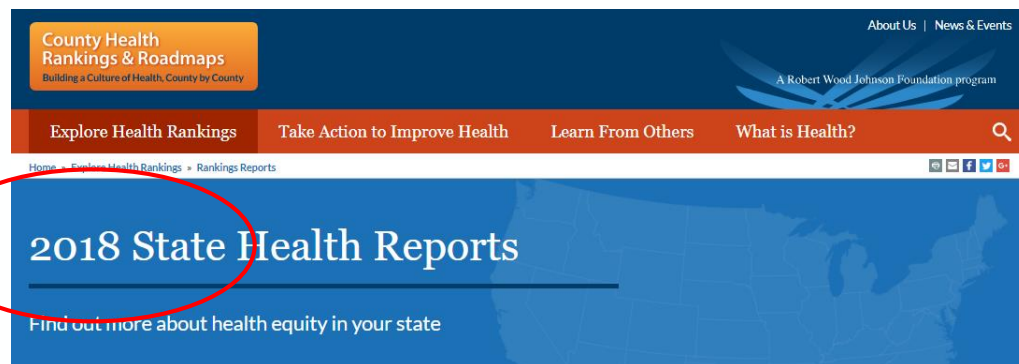 County Health
Rankings & Roadmaps
Building a Culture of Health, County by County
About Us | News & Events
A Robert Wood Johnson Foundation program
Explore Health Rankings Take Action to Improve Health Learn From Others What is Health?
Home » Explore Health Rankings » Rankings Reports
2018 State Health Reports
Find out more about health equity in your state